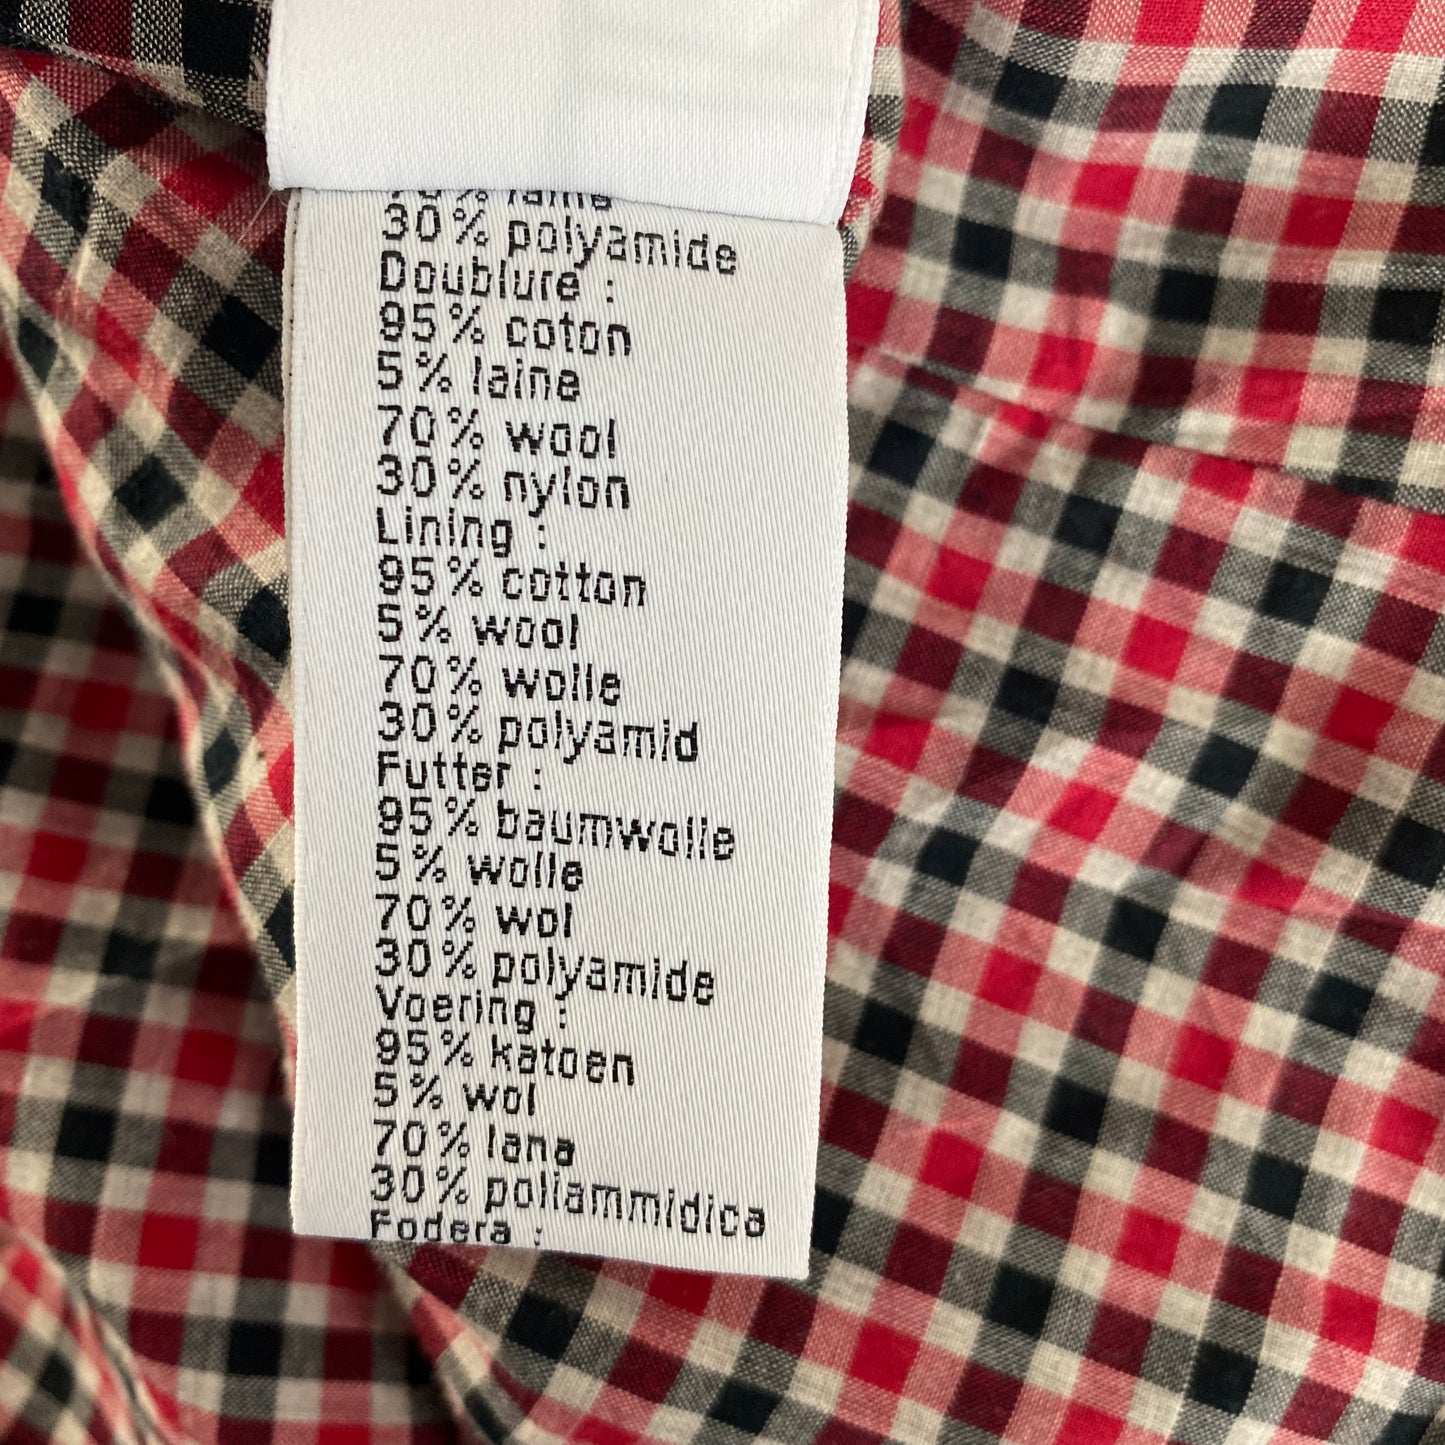 70% laine
30% polyamide
Doublure :
95% coton
5% laine
70% wool
30% nylon
Lining :
95% cotton
5% wool
70% wolle
30% polyamid
Futter :
95% baumwolle
5% wolle
70% wol
30% polyamide
Voering :
95% katoen
5% wol
70% lana
30% poliammidica
Fodera :